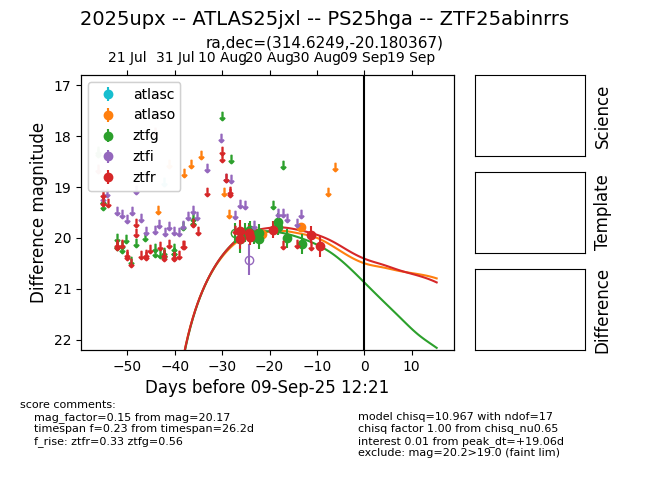 2025upx -- ATLAS25jxl -- PS25hga -- ZTF25abinrrs
ra,dec=(314.6249,-20.180367)
21 Jul 31 Jul 10 Aug 20 Aug 30 Aug 09 Sep 19 Sep
17
18
19
20
21
22
Difference magnitude
atlasc
atlaso
ztfg
ztfi
ztfr
−50 −40 −30 −20 −10 0 10
Days before 09-Sep-25 12:21
Science
Template
Difference
score comments:
mag_factor=0.15 from mag=20.17
timespan f=0.23 from timespan=26.2d
f_rise: ztfr=0.33 ztfg=0.56
model chisq=10.967 with ndof=17
chisq factor 1.00 from chisq_nu0.65
interest 0.01 from peak_dt=+19.06d
exclude: mag=20.2>19.0 (faint lim)